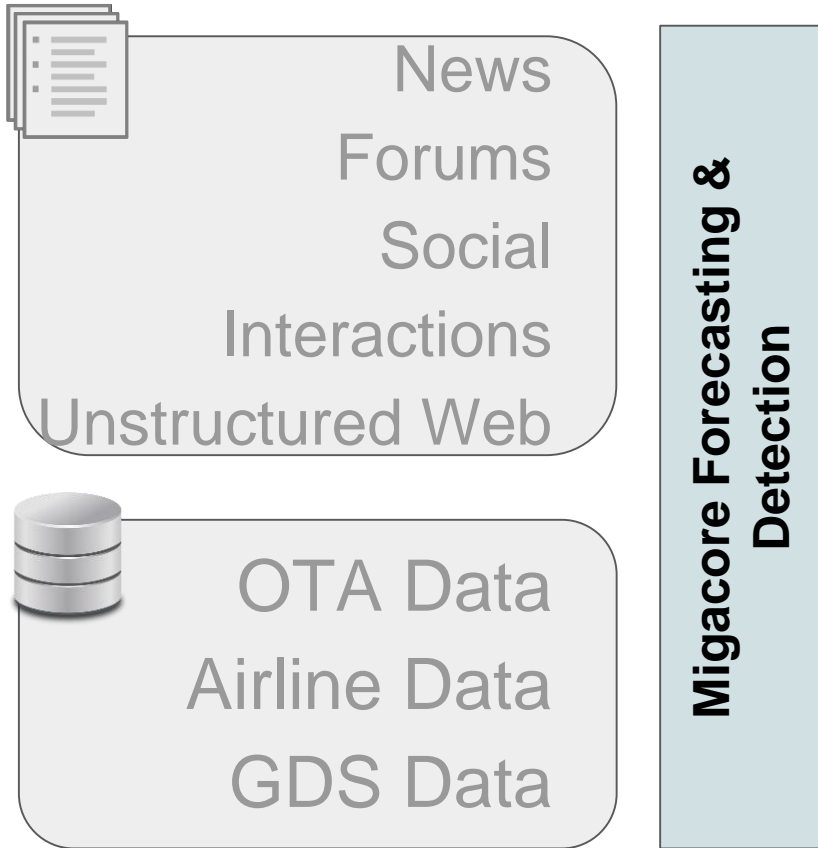 News
Forums
Social
Interactions
Unstructured Web
OTA Data
Airline Data
GDS Data
Migacore Forecasting &
Detection